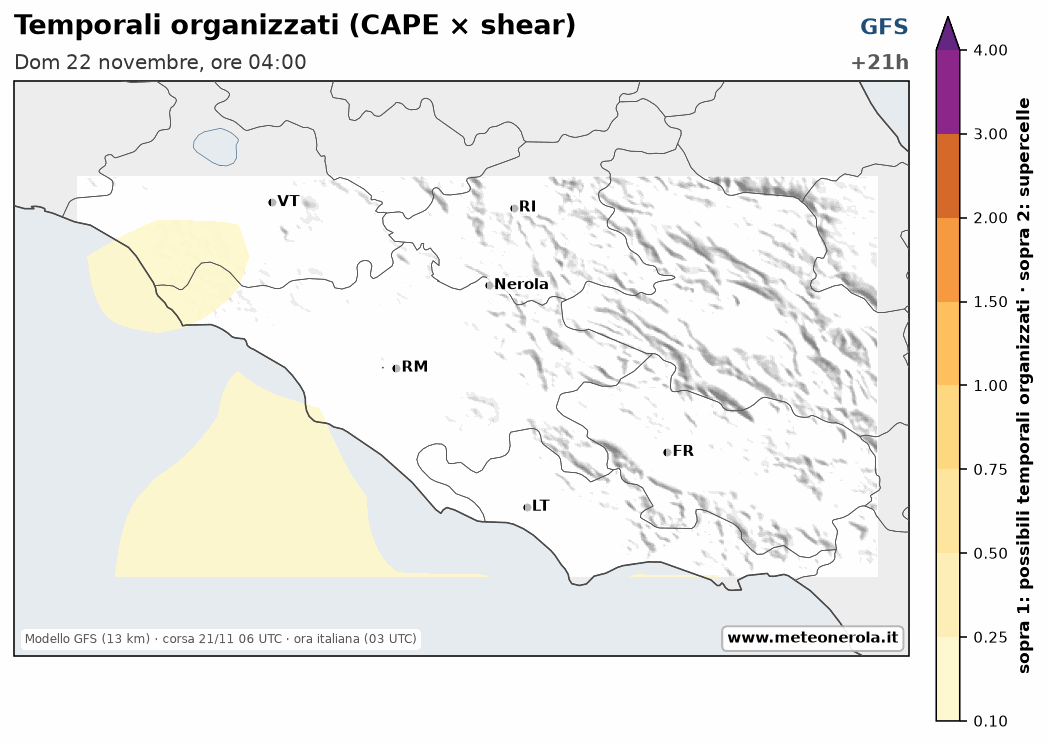 Temporali organizzati (CAPE × shear)
GFS
Dom 22 novembre, ore 04:00
+21h
VT
RI
Nerola
RM
FR
LT
Modello GFS (13 km) · corsa 21/11 06 UTC · ora italiana (03 UTC)
www.meteonerola.it
4.00
3.00
2.00
1.50
1.00
0.75
0.50
0.25
0.10
sopra 1: possibili temporali organizzati · sopra 2: supercelle